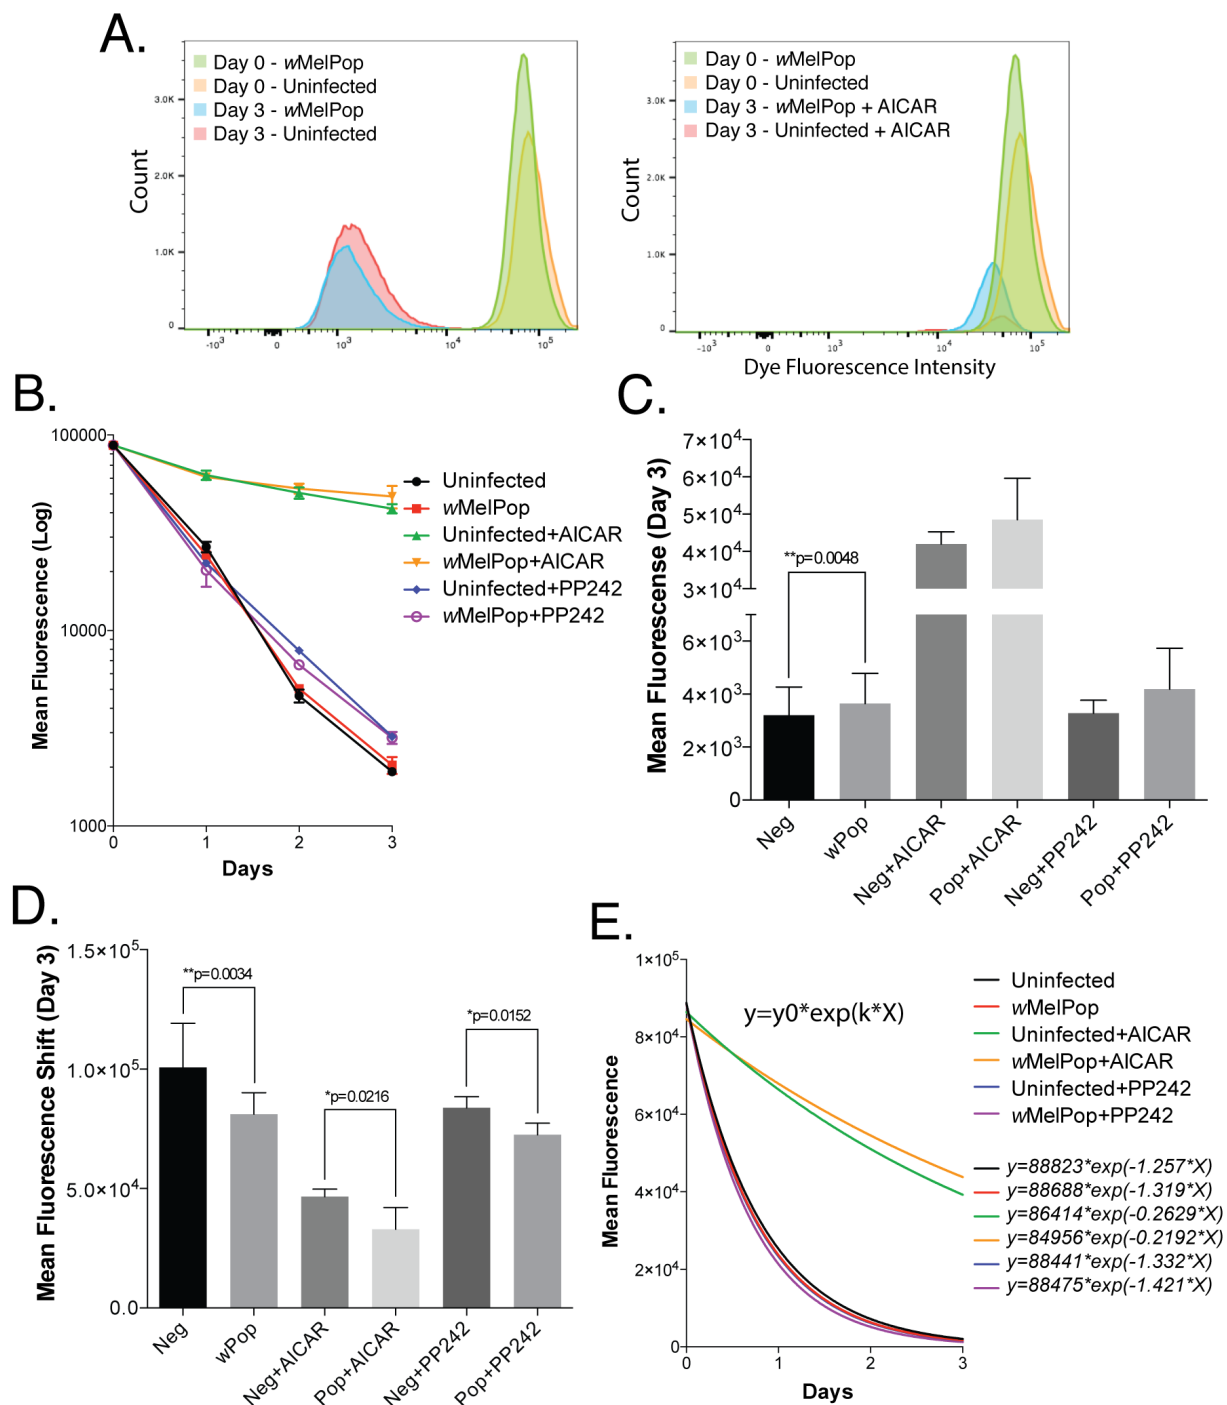 A.
Day 0 - wMelPop
Day 0 - Uninfected
Day 3 - wMelPop
Day 3 - Uninfected
Count
3.0K
2.0K
1.0K
0
-10³ 0 10³ 10⁴ 10⁵
Day 0 - wMelPop
Day 0 - Uninfected
Day 3 - wMelPop + AICAR
Day 3 - Uninfected + AICAR
Count
3.0K
2.0K
1.0K
0
-10³ 0 10³ 10⁴ 10⁵
Dye Fluorescence Intensity
B.
Mean Fluorescence (Log)
100000
10000
1000
0 1 2 3
Days
Uninfected
wMelPop
Uninfected+AICAR
wMelPop+AICAR
Uninfected+PP242
wMelPop+PP242
C.
Mean Fluorescense (Day 3)
7×10⁴
6×10⁴
5×10⁴
4×10⁴
3×10⁴
6×10³
4×10³
2×10³
0
**p=0.0048
Neg
wPop
Neg+AICAR
Pop+AICAR
Neg+PP242
Pop+PP242
D.
Mean Fluorescence Shift (Day 3)
1.5×10⁵
1.0×10⁵
5.0×10⁴
0.0
**p=0.0034
*p=0.0216
*p=0.0152
Neg
wPop
Neg+AICAR
Pop+AICAR
Neg+PP242
Pop+PP242
E.
Mean Fluorescence
1×10⁵
8×10⁴
6×10⁴
4×10⁴
2×10⁴
0
0 1 2 3
Days
y=y0*exp(k*X)
Uninfected
wMelPop
Uninfected+AICAR
wMelPop+AICAR
Uninfected+PP242
wMelPop+PP242
y=88823*exp(-1.257*X)
y=88688*exp(-1.319*X)
y=86414*exp(-0.2629*X)
y=84956*exp(-0.2192*X)
y=88441*exp(-1.332*X)
y=88475*exp(-1.421*X)